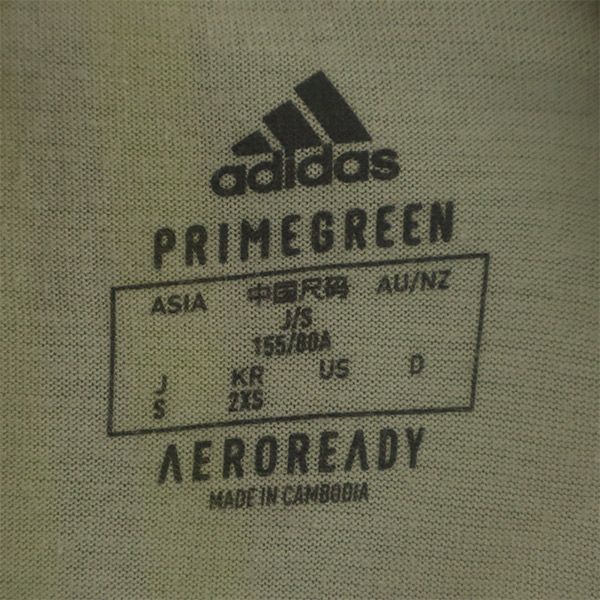 adidas
PRIMEGREEN
ASIA 中国尺码 AU/NZ
J/S
155/80A
J KR US D
S 2XS
AEROREADY
MADE IN CAMBODIA